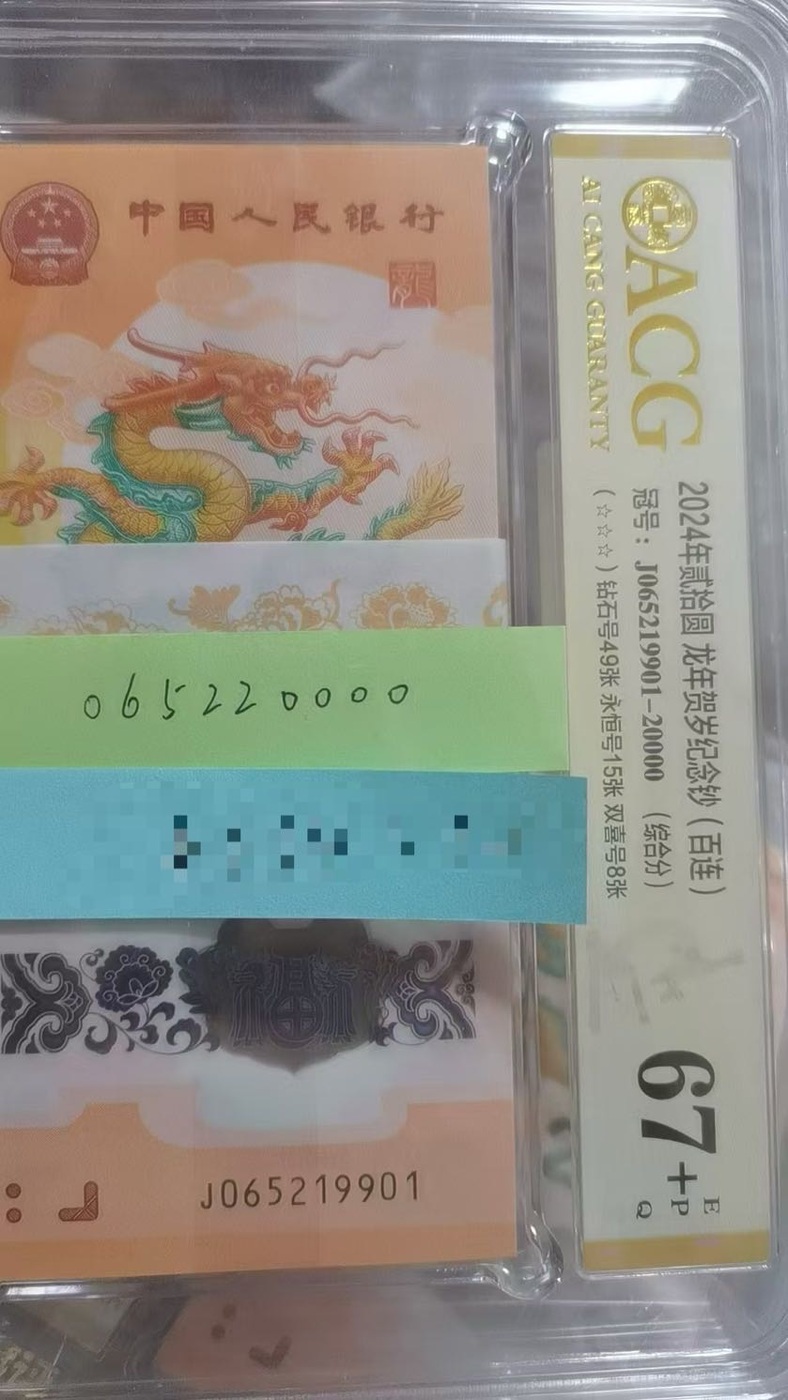 中国人民银行
龍
065220000
J065219901
ACG
AI CANG GUARANTY
2024年贰拾圆 龙年贺岁纪念钞（百连）
冠号：J065219901-20000 （综合分）
（☆☆☆）钻石号49张 永恒号15张 双喜号8张
67+
E
P
Q